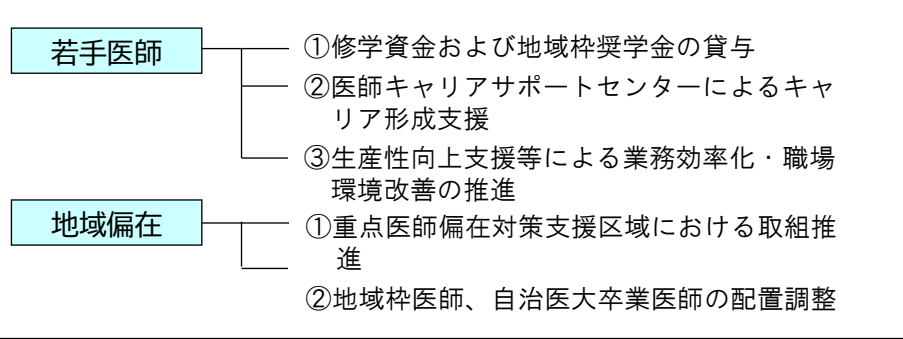 若手医師
①修学資金および地域枠奨学金の貸与
②医師キャリアサポートセンターによるキャ
リア形成支援
③生産性向上支援等による業務効率化・職場
環境改善の推進
地域偏在
①重点医師偏在対策支援区域における取組推
進
②地域枠医師、自治医大卒業医師の配置調整